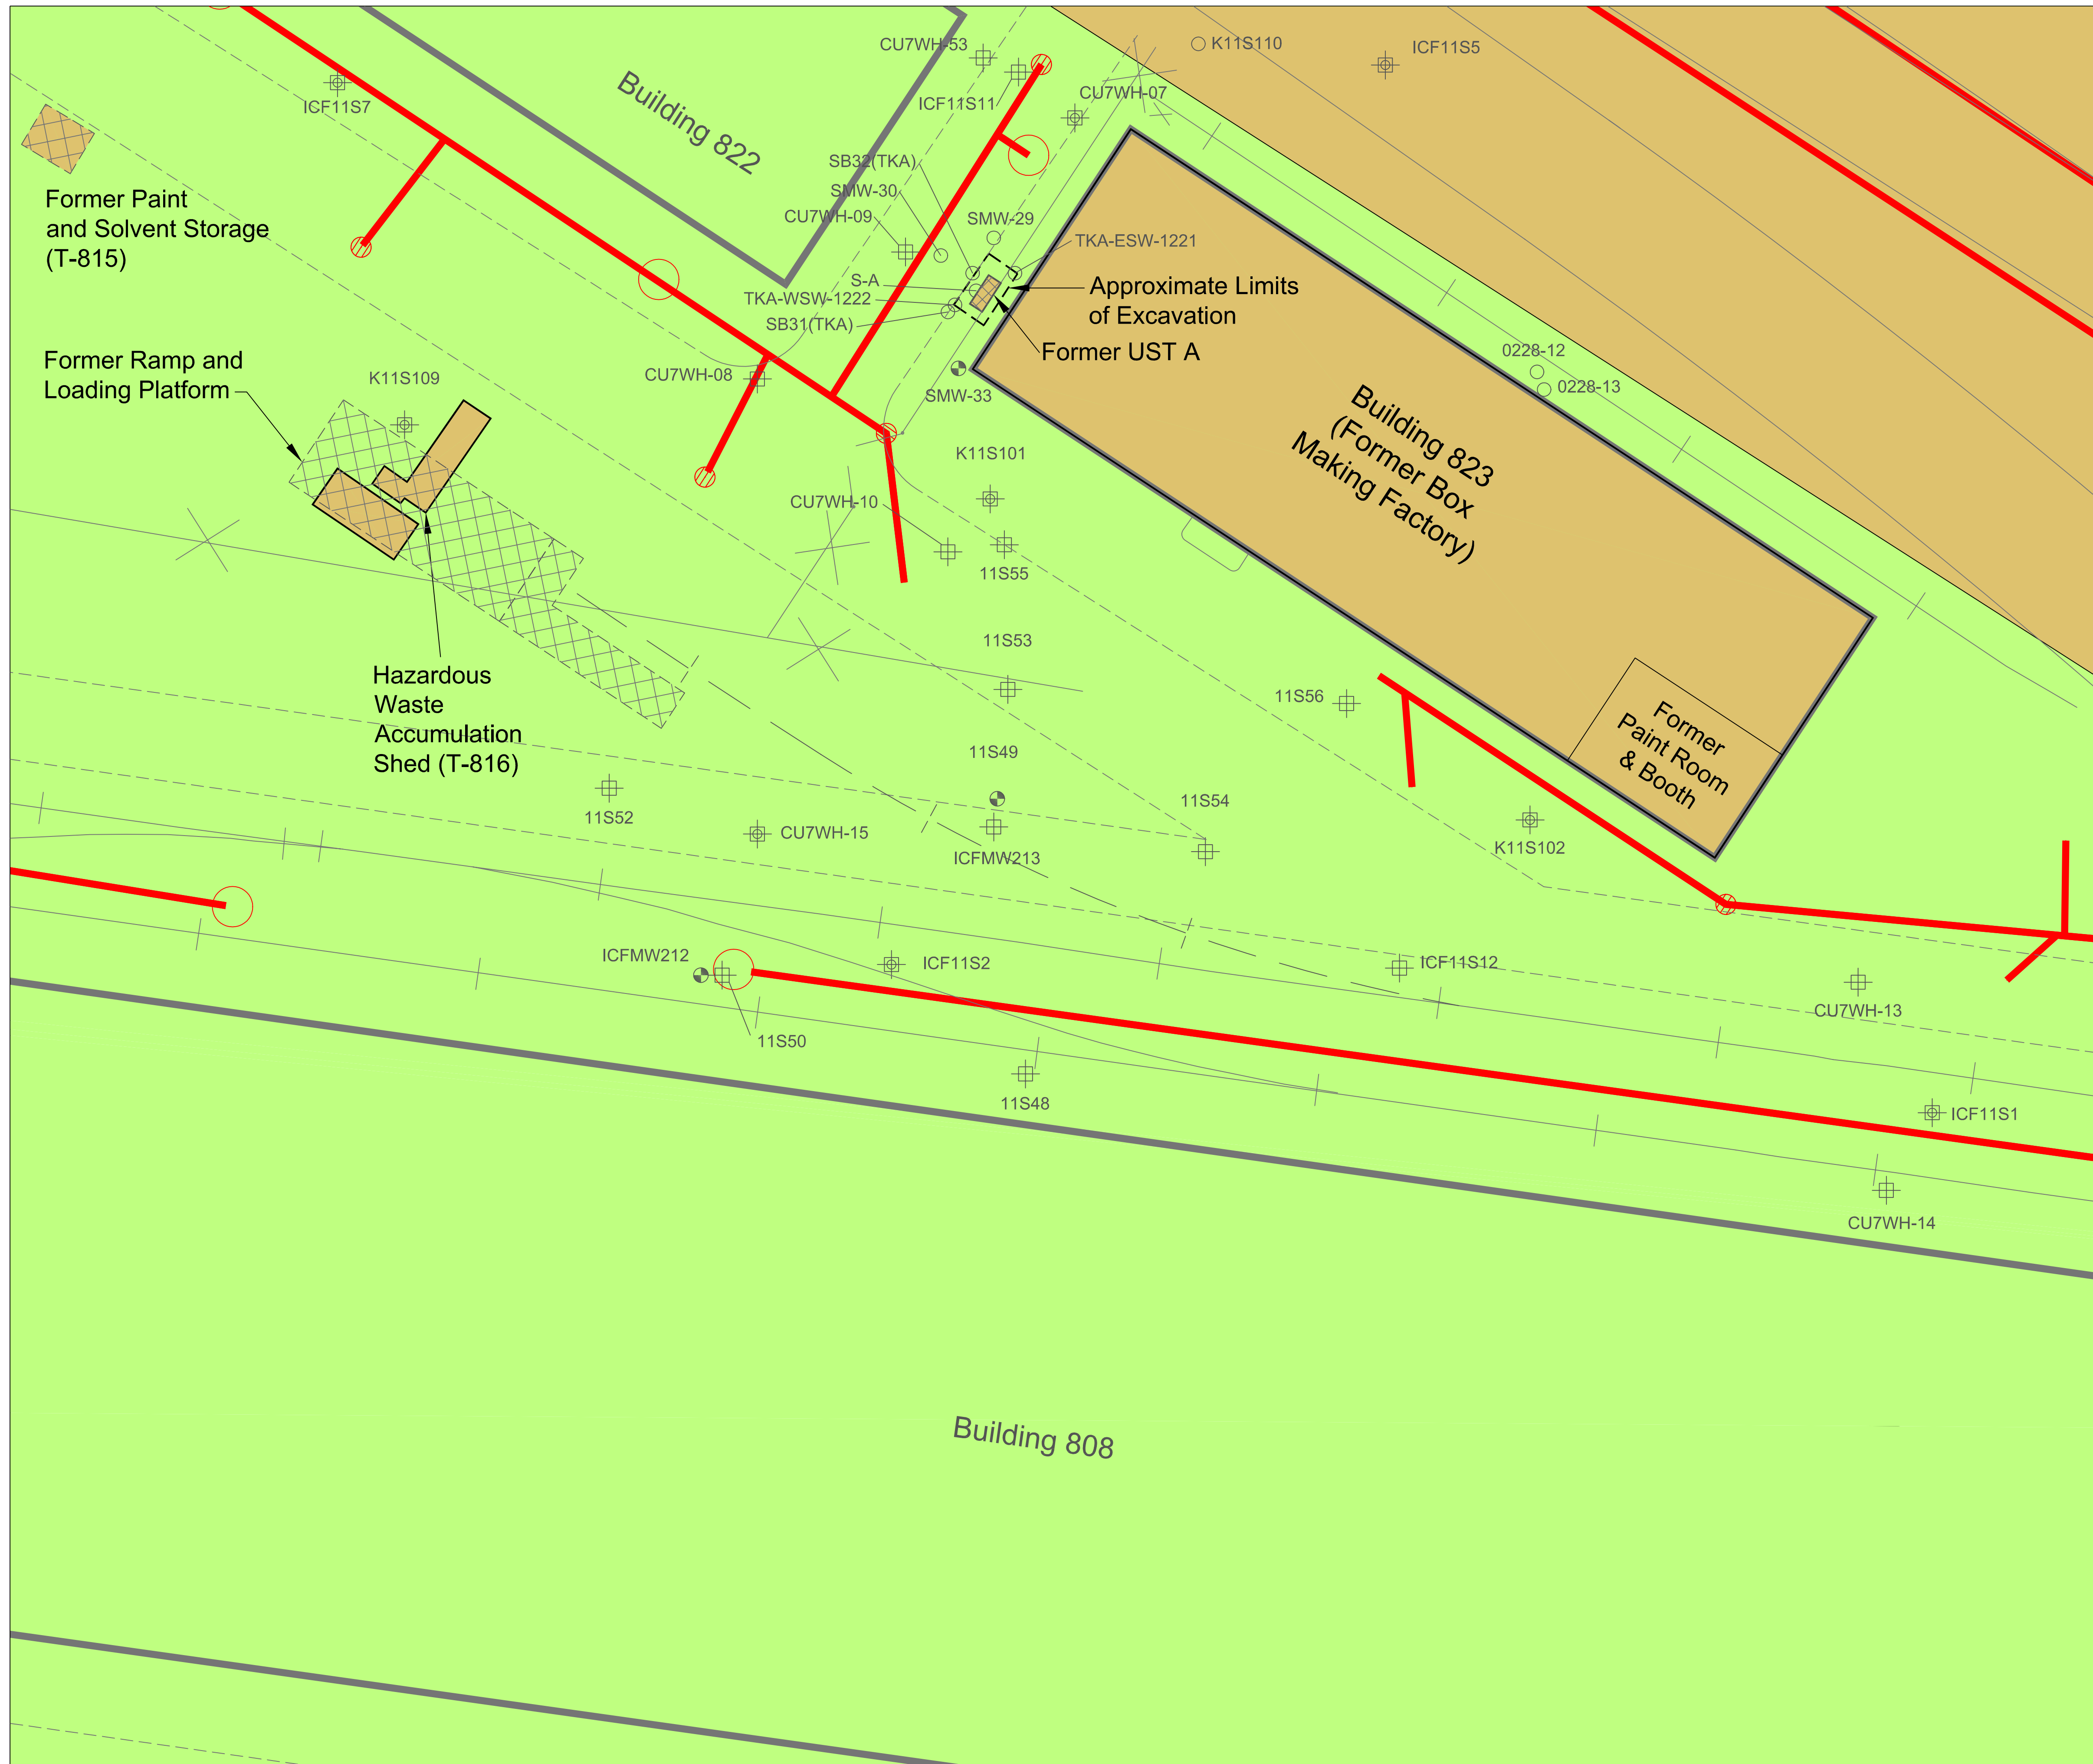 CU7WH-53
K11S110
ICF11S5
ICF11S7
ICF11S11
CU7WH-07
Building 822
SB32(TKA)
SMW-30
CU7WH-09
SMW-29
TKA-ESW-1221
Former Paint
and Solvent Storage
(T-815)
S-A
TKA-WSW-1222
SB31(TKA)
Approximate Limits
of Excavation
Former UST A
Former Ramp and
Loading Platform
K11S109
CU7WH-08
SMW-33
0228-12
0228-13
Building 823
(Former Box
Making Factory)
K11S101
CU7WH-10
11S55
11S53
Hazardous
Waste
Accumulation
Shed (T-816)
11S56
Former
Paint Room
& Booth
11S49
11S54
11S52
CU7WH-15
ICFMW213
K11S102
ICFMW212
ICF11S2
ICF11S12
CU7WH-13
11S50
11S48
ICF11S1
CU7WH-14
Building 808